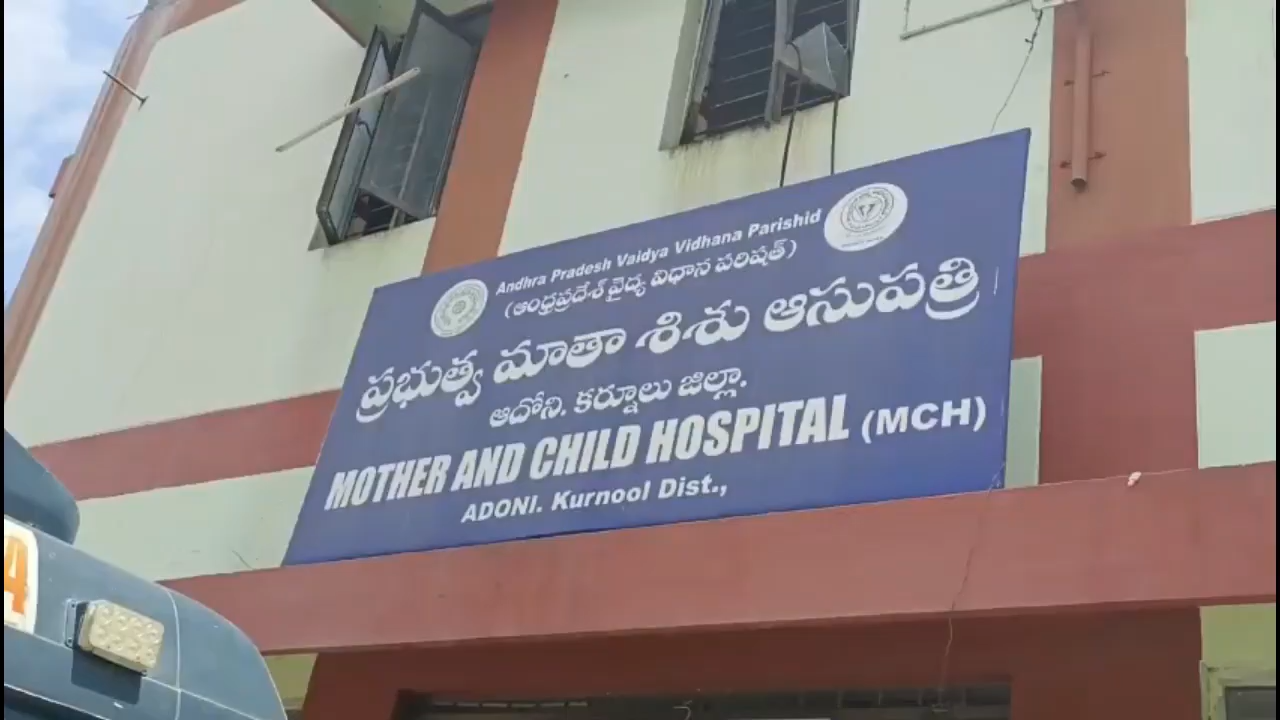 Andhra Pradesh Vaidya Vidhana Parishid
(ఆంధ్రప్రదేశ్ వైద్య విధాన పరిషత్)
ప్రభుత్వ మాతా శిశు ఆసుపత్రి
ఆదోని. కర్నూలు జిల్లా.
MOTHER AND CHILD HOSPITAL (MCH)
ADONI. Kurnool Dist.,